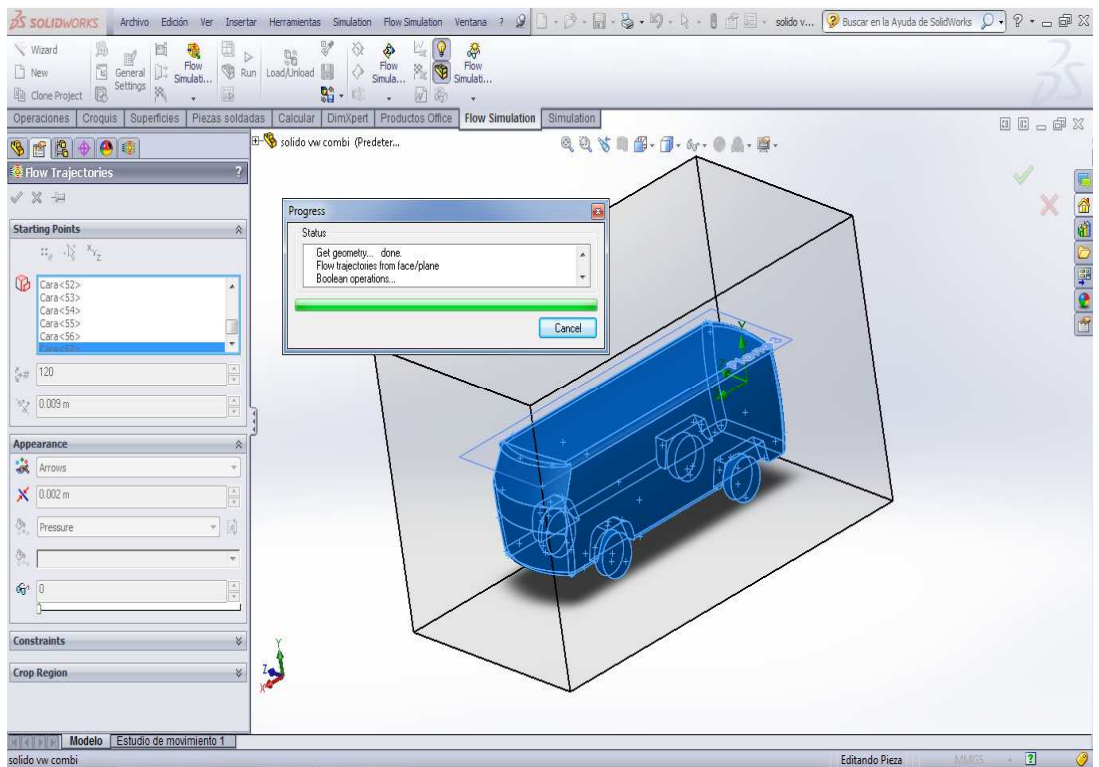 SOLIDWORKS Archivo Edición Ver Insertar Herramientas Simulation Flow Simulation Ventana ? solido v... Buscar en la Ayuda de SolidWorks
Wizard
New
Clone Project
General Settings
Flow Simulati...
Run
Load/Unload
Flow Simula...
Flow Simulati...
Operaciones Croquis Superficies Piezas soldadas Calcular DimXpert Productos Office Flow Simulation Simulation
solido vw combi (Predeter...
Flow Trajectories ?
Starting Points
Cara<52>
Cara<53>
Cara<54>
Cara<55>
Cara<56>
120
0.009 m
Appearance
Arrows
0.002 m
Pressure
0
Constraints
Crop Region
Progress
Status
Get geometry... done.
Flow trajectories from face/plane
Boolean operations...
Cancel
Y
Y
Z
X
Modelo Estudio de movimiento 1
solido vw combi Editando Pieza MMGS